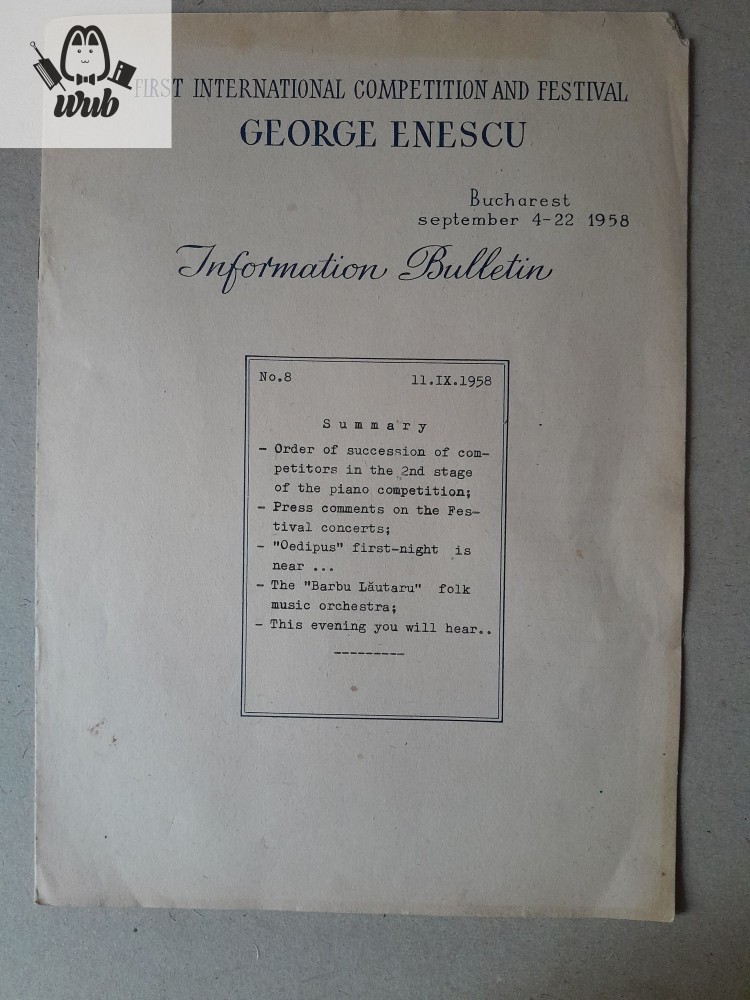 wub
FIRST INTERNATIONAL COMPETITION AND FESTIVAL
GEORGE ENESCU
Bucharest
september 4-22 1958
Information Bulletin
No.8 11.IX.1958
Summary
- Order of succession of com-
petitors in the 2nd stage
of the piano competition;
- Press comments on the Fes-
tival concerts;
- "Oedipus" first-night is
near ...
- The "Barbu Lăutaru" folk
music orchestra;
- This evening you will hear..
---------